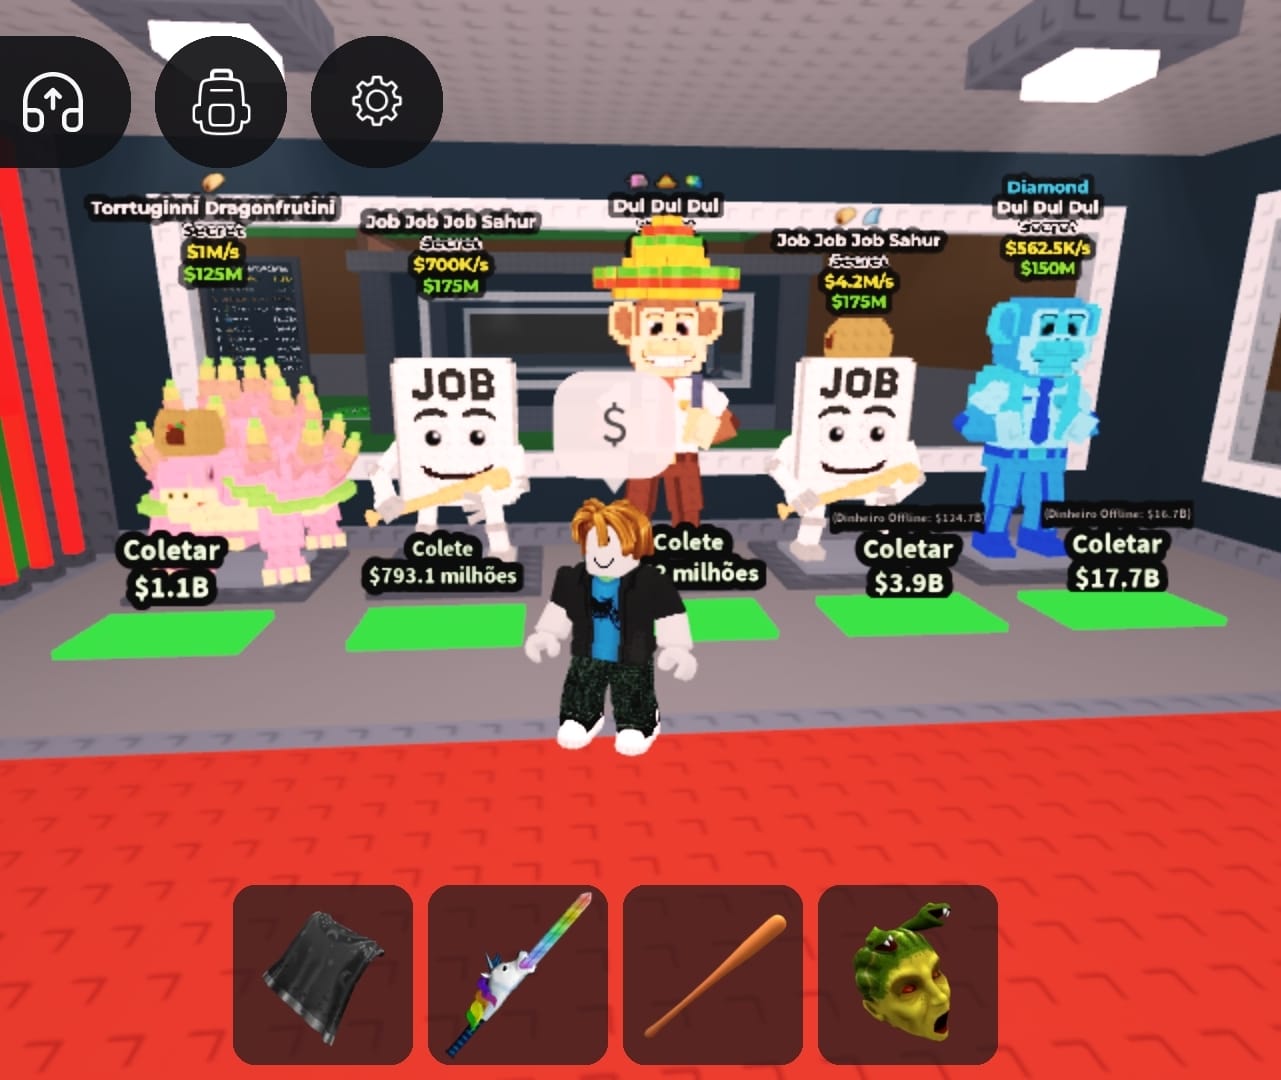 Torrtuginni Dragonfrutini
Secret
$1M/s
$125M
Job Job Job Sahur
Secret
$700K/s
$175M
Dul Dul Dul
Job Job Job Sahur
Secret
$4.2M/s
$175M
Diamond
Dul Dul Dul
Secret
$562.5K/s
$150M
JOB
$
JOB
Coletar
$1.1B
Colete
$793.1 milhões
Colete
milhões
(Dinheiro Offline: $124.7B)
Coletar
$3.9B
(Dinheiro Offline: $16.7B)
Coletar
$17.7B